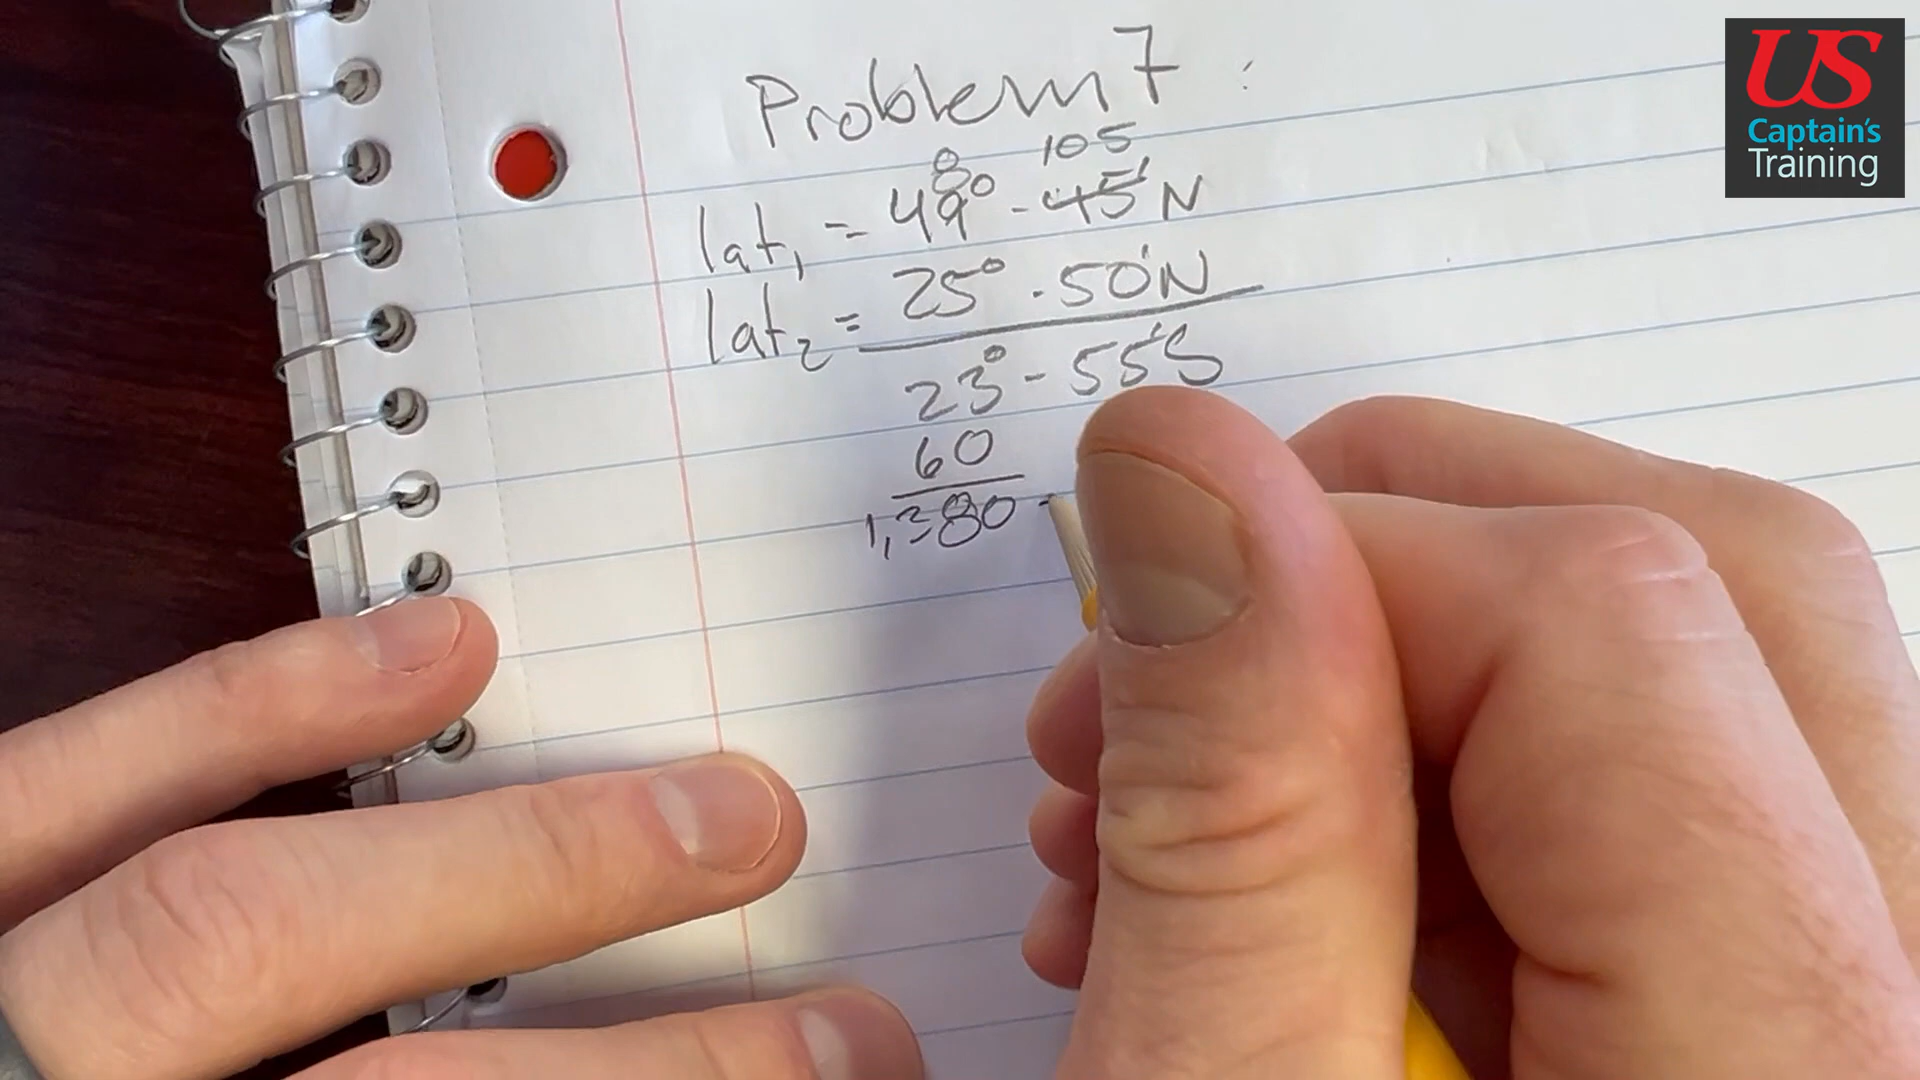 Problem 7 :
8 105
lat₁ = 49° - 45' N
lat₂ = 25° - 50' N
23° - 55' S
60
1,380 -
US
Captain's
Training